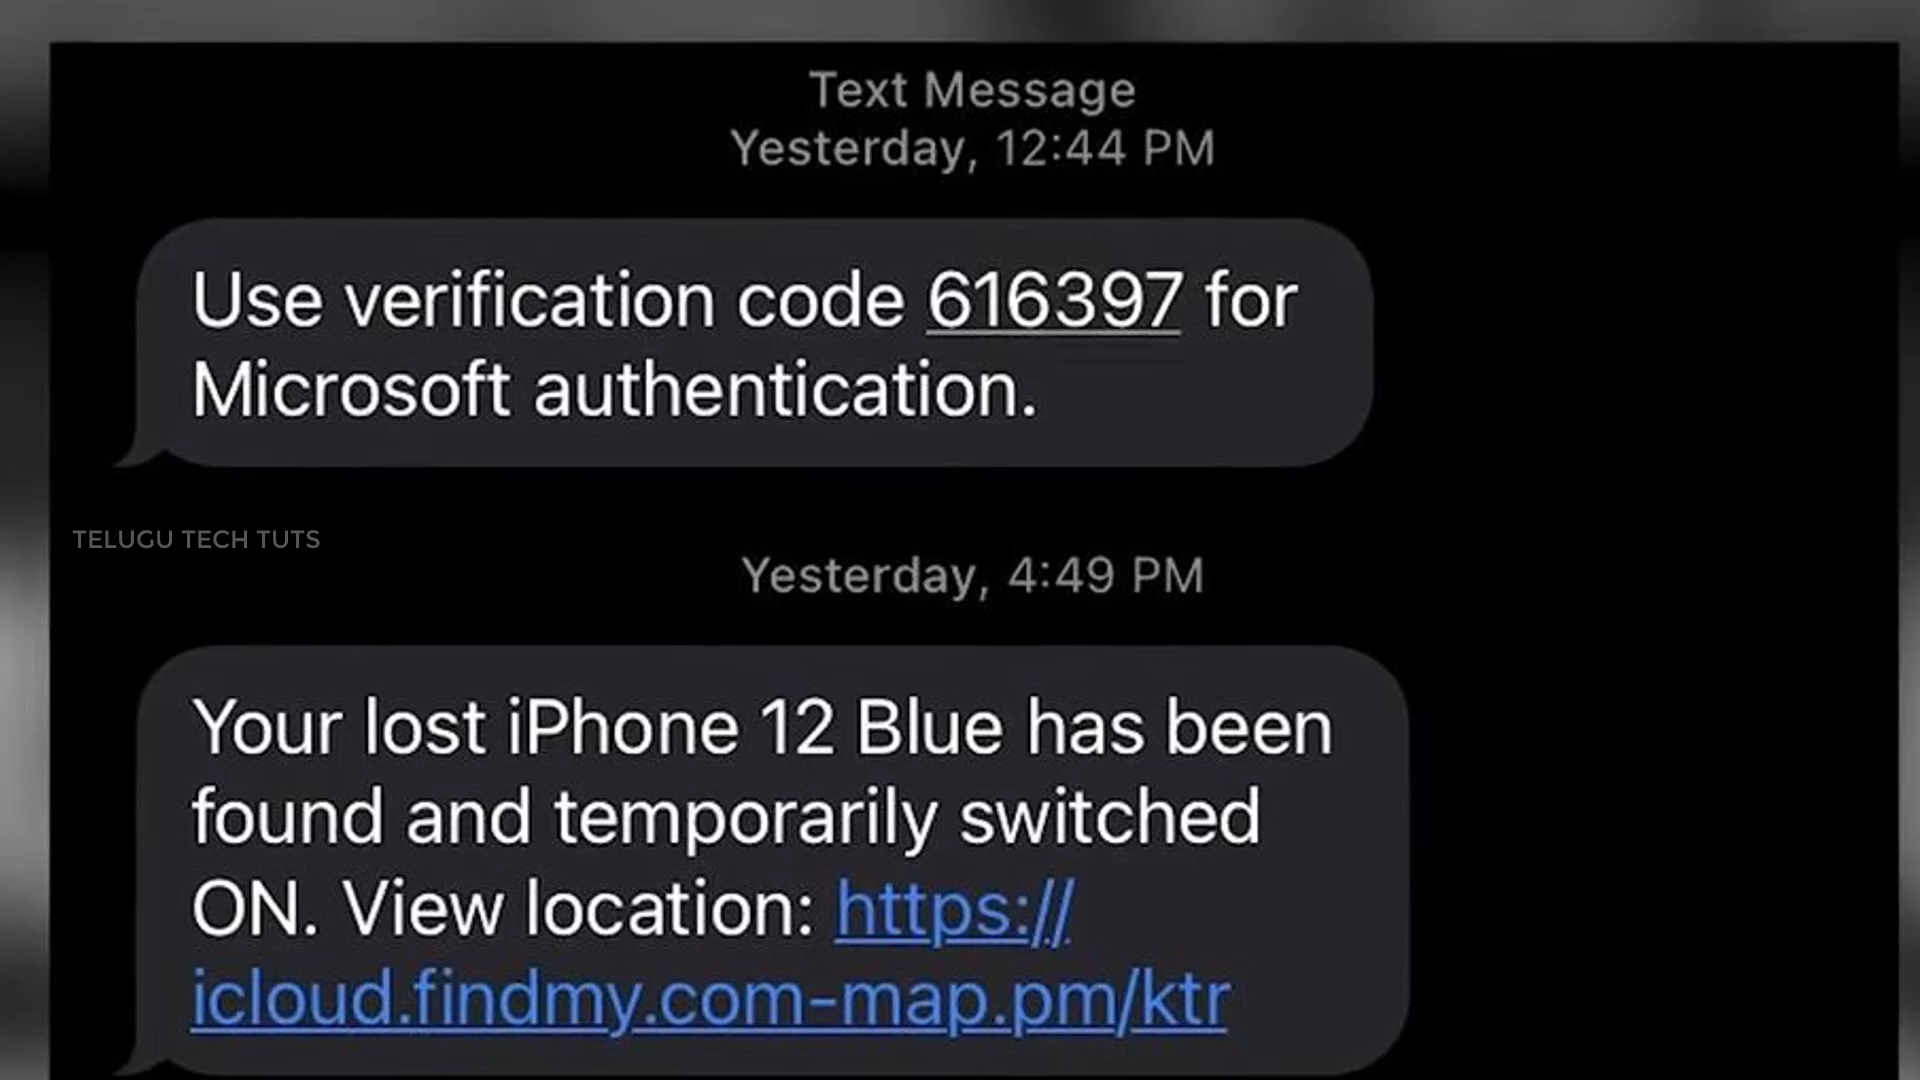 Text Message
Yesterday, 12:44 PM
Use verification code 616397 for
Microsoft authentication.
TELUGU TECH TUTS
Yesterday, 4:49 PM
Your lost iPhone 12 Blue has been
found and temporarily switched
ON. View location: https://
icloud.findmy.com-map.pm/ktr